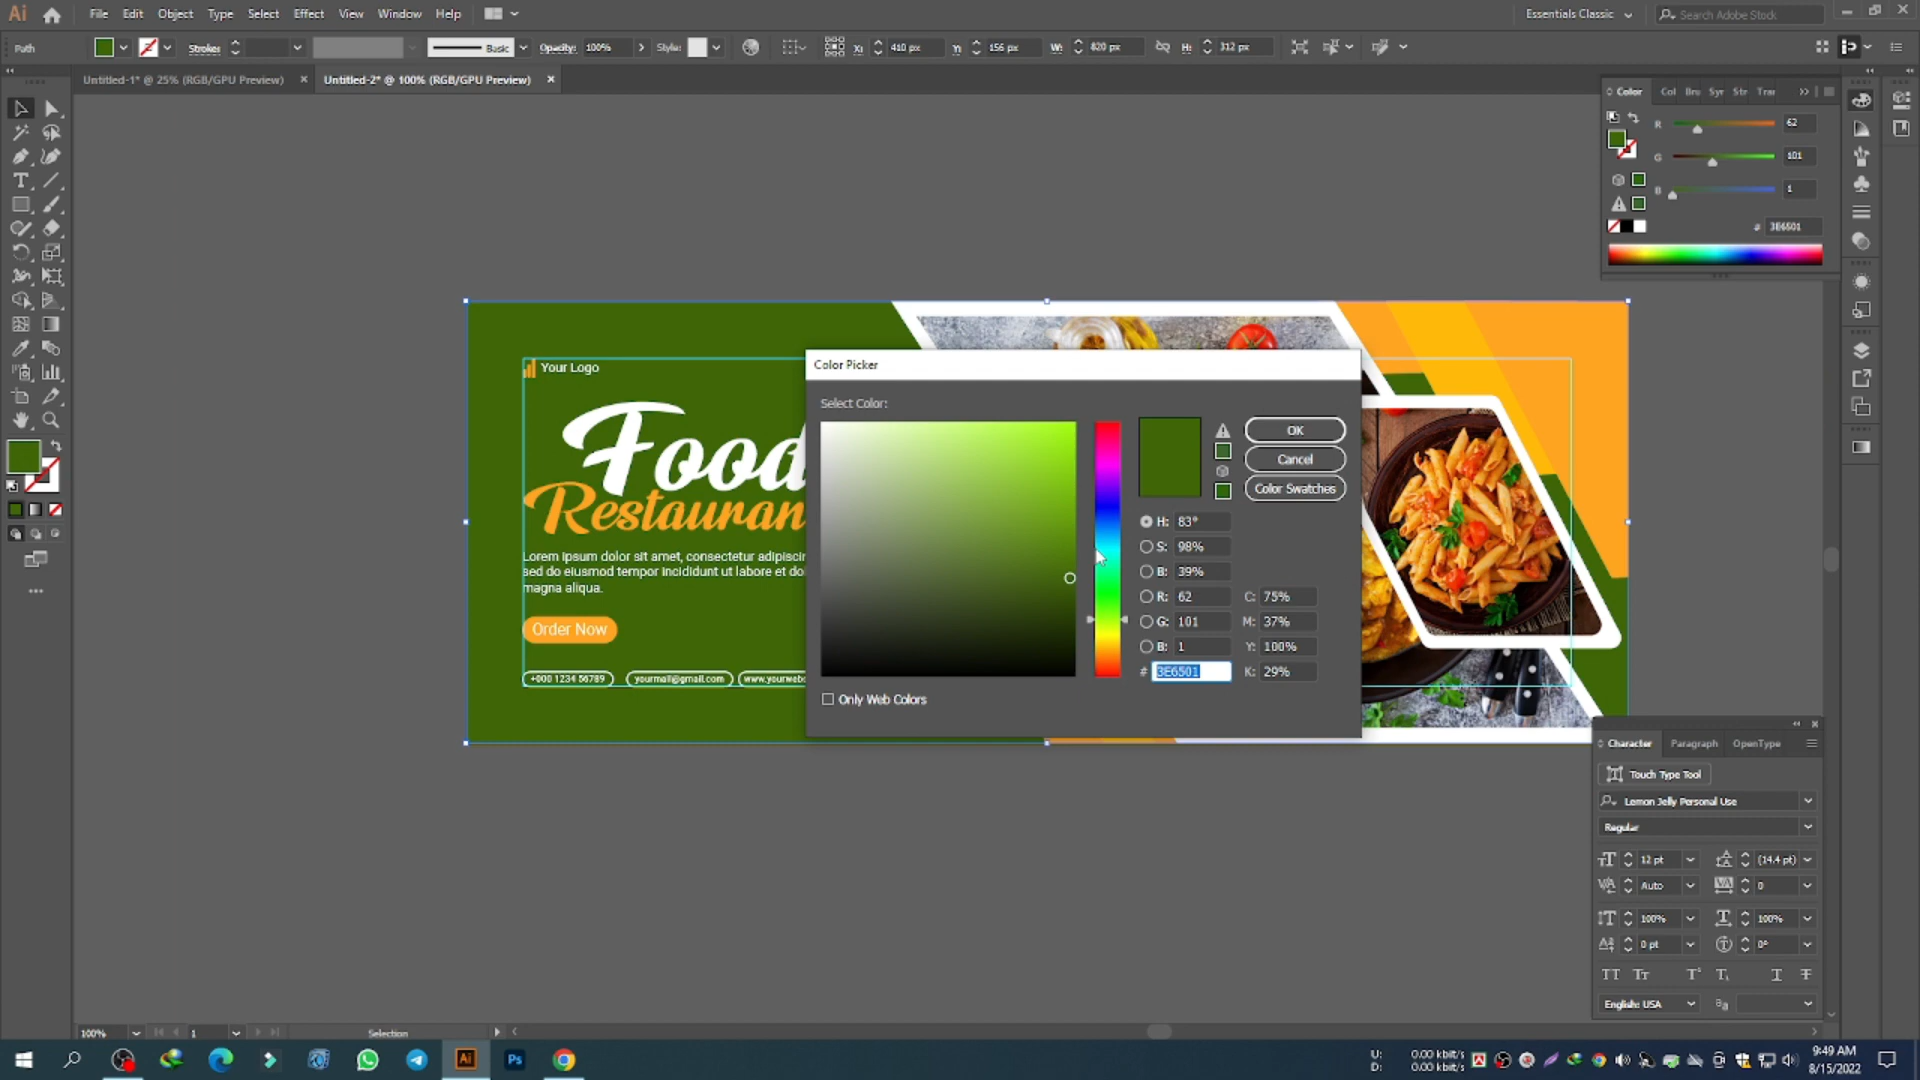 Ai File Edit Object Type Select Effect View Window Help Essentials Classic Search Adobe Stock
Path Stroke: Basic Opacity: 100% Style: X: 410 px Y: 156 px W: 820 px H: 312 px
Untitled-1* @ 25% (RGB/GPU Preview) × Untitled-2* @ 100% (RGB/GPU Preview) ×
Color Col Bru Syr Str Tra
R 62
G 101
B 1
# 3E6501
Your Logo
Food
Restauran
Lorem ipsum dolor sit amet, consectetur adipiscin
sed do eiusmod tempor incididunt ut labore et dol
magna aliqua.
Order Now
+000 1234 56789 yourmail@gmail.com www.yourwebs
Color Picker
Select Color:
OK
Cancel
Color Swatches
H: 83°
S: 98%
B: 39%
R: 62 C: 75%
G: 101 M: 37%
B: 1 Y: 100%
# 3E6501 K: 29%
Only Web Colors
Character Paragraph OpenType
Touch Type Tool
Lemon Jelly Personal Use
Regular
12 pt (14.4 pt)
Auto 0
100% 100%
0 pt 0°
English: USA
100% 1 Selection
Ai Ps
U: 0.00 kbit/s
D: 0.00 kbit/s
9:49 AM
8/15/2022